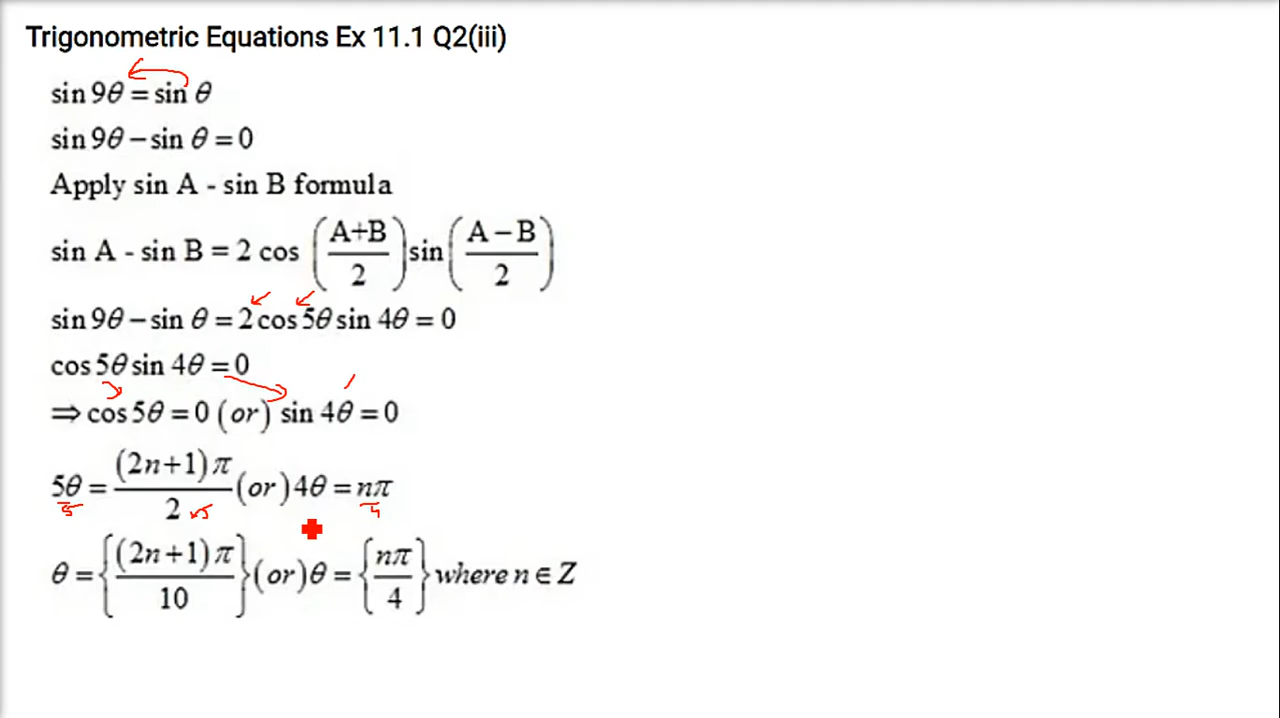 Trigonometric Equations Ex 11.1 Q2(iii)
sin 9θ = sin θ
sin 9θ − sin θ = 0
Apply sin A - sin B formula
sin A - sin B = 2 cos ((A+B)/2) sin ((A−B)/2)
sin 9θ − sin θ = 2 cos 5θ sin 4θ = 0
cos 5θ sin 4θ = 0
⇒ cos 5θ = 0 (or) sin 4θ = 0
5θ = (2n+1)π/2 (or) 4θ = nπ
5 ×5 4
θ = {(2n+1)π/10} (or) θ = {nπ/4} where n ∈ Z